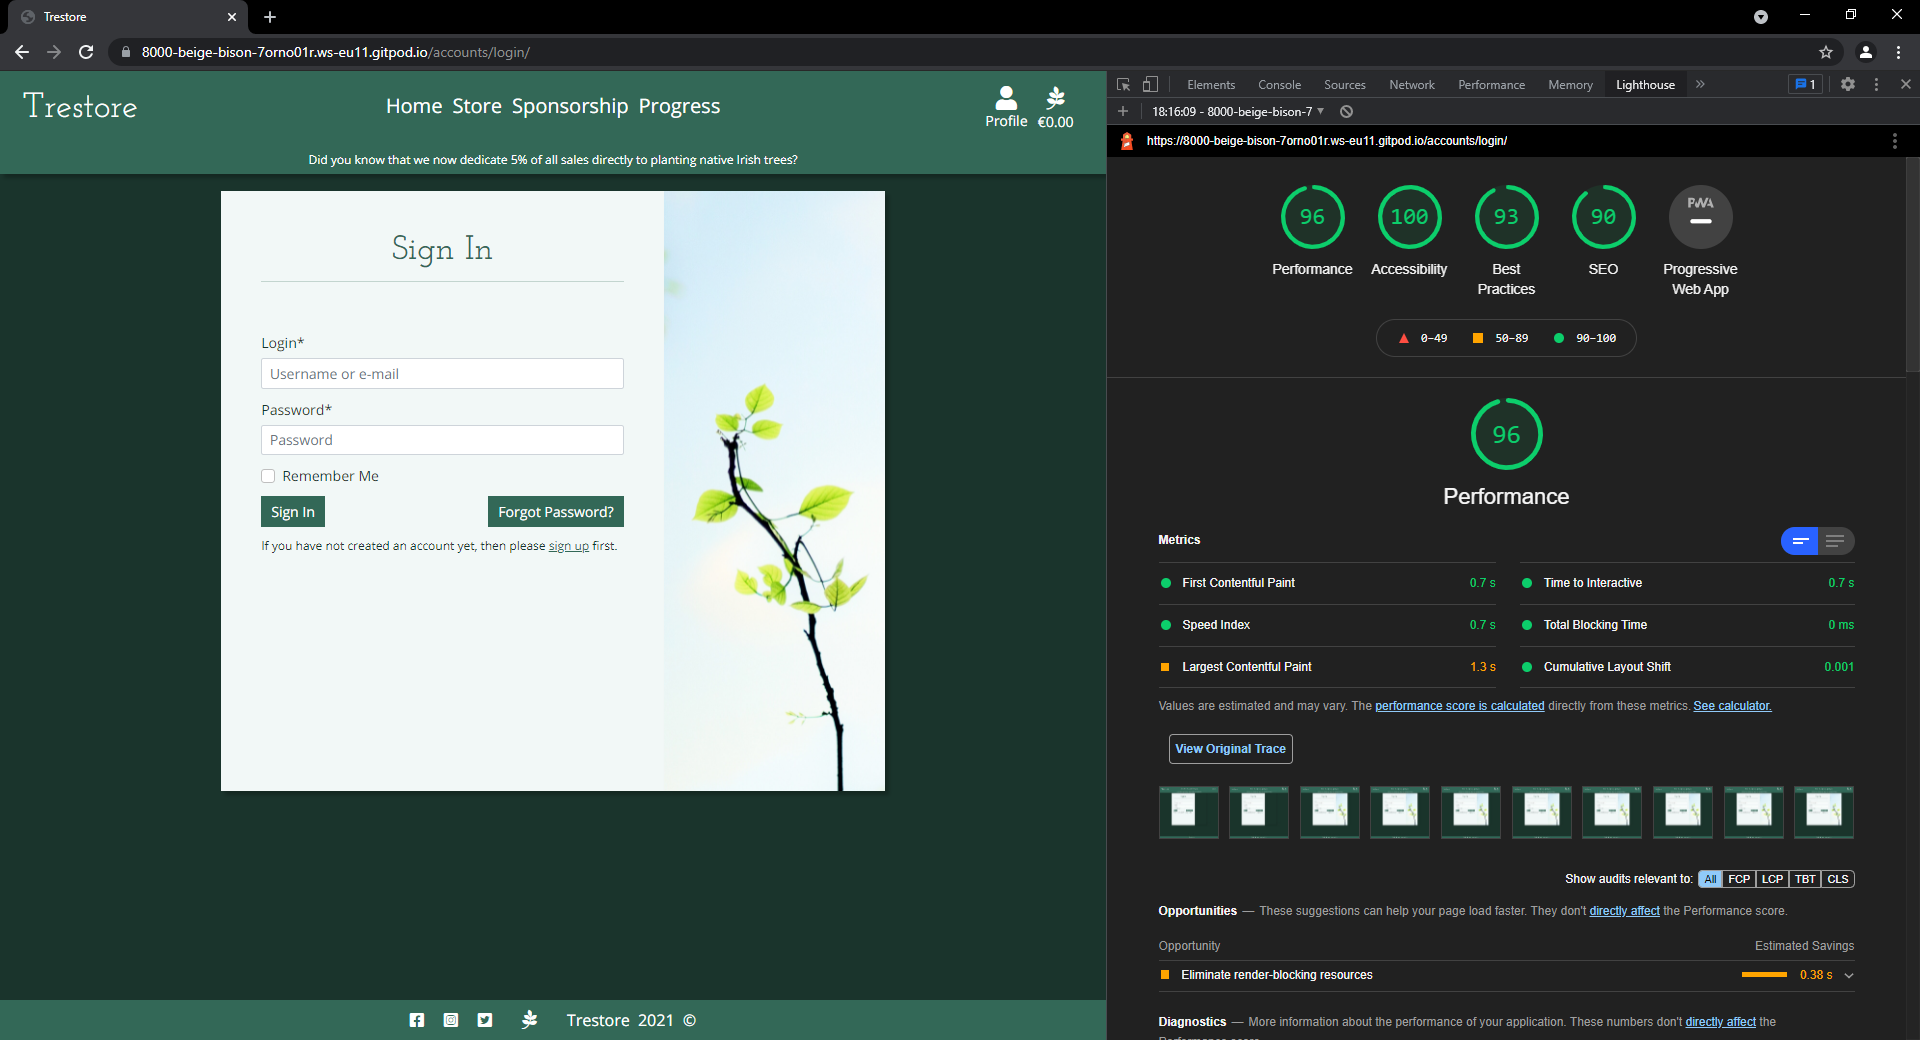 Trestore
8000-beige-bison-7orno01r.ws-eu11.gitpod.io/accounts/login/
Trestore
Home Store Sponsorship Progress
Profile €0.00
Did you know that we now dedicate 5% of all sales directly to planting native Irish trees?
Sign In
Login*
Username or e-mail
Password*
Password
Remember Me
Sign In Forgot Password?
If you have not created an account yet, then please sign up first.
Trestore 2021 ©
Elements Console Sources Network Performance Memory Lighthouse 1
18:16:09 - 8000-beige-bison-7
https://8000-beige-bison-7orno01r.ws-eu11.gitpod.io/accounts/login/
96 100 93 90 PWA
Performance Accessibility Best Practices SEO Progressive Web App
0–49 50–89 90–100
96
Performance
Metrics
First Contentful Paint 0.7 s Time to Interactive 0.7 s
Speed Index 0.7 s Total Blocking Time 0 ms
Largest Contentful Paint 1.3 s Cumulative Layout Shift 0.001
Values are estimated and may vary. The performance score is calculated directly from these metrics. See calculator.
View Original Trace
Show audits relevant to: All FCP LCP TBT CLS
Opportunities — These suggestions can help your page load faster. They don't directly affect the Performance score.
Opportunity Estimated Savings
Eliminate render-blocking resources 0.38 s
Diagnostics — More information about the performance of your application. These numbers don't directly affect the